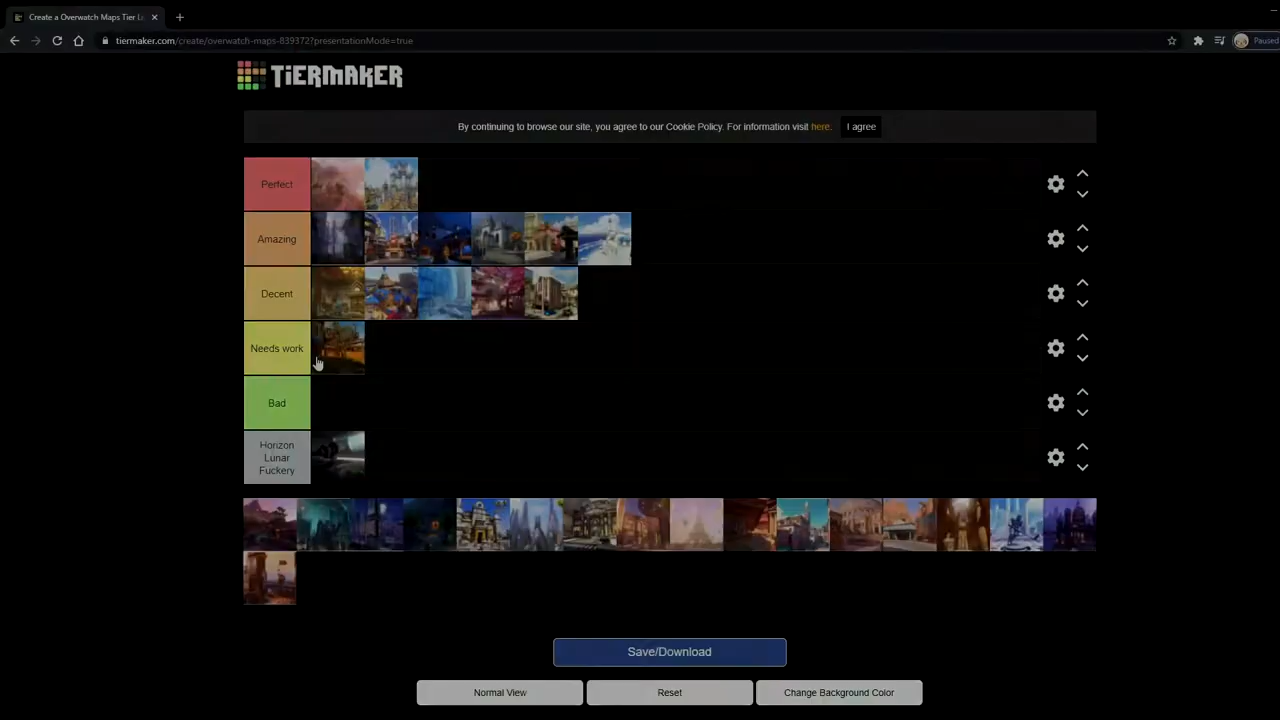 Create a Overwatch Maps Tier L
tiermaker.com/create/overwatch-maps-839372?presentationMode=true
Paused
TiERMAKER
By continuing to browse our site, you agree to our Cookie Policy. For information visit here. I agree
Perfect
Amazing
Decent
Needs work
Bad
Horizon
Lunar
Fuckery
Save/Download
Normal View
Reset
Change Background Color